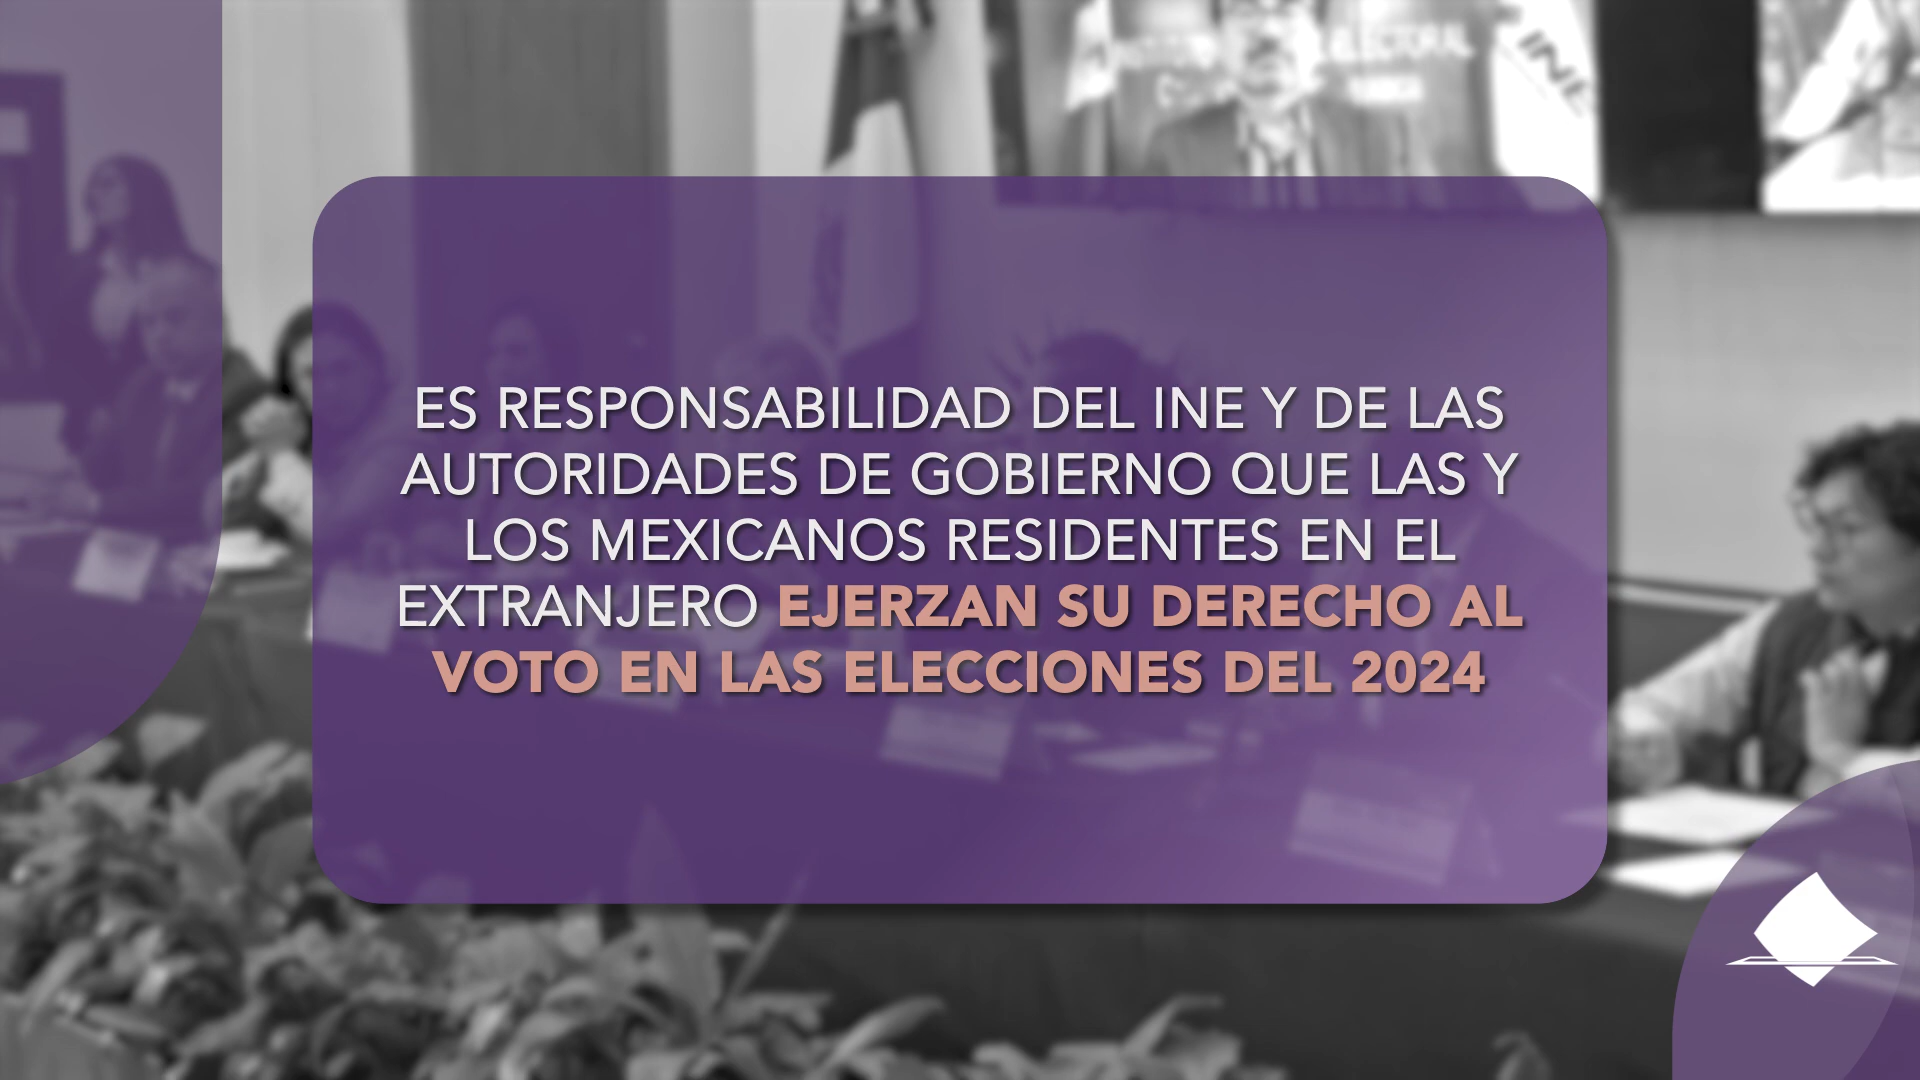 INE
ES RESPONSABILIDAD DEL INE Y DE LAS
AUTORIDADES DE GOBIERNO QUE LAS Y
LOS MEXICANOS RESIDENTES EN EL
EXTRANJERO EJERZAN SU DERECHO AL
VOTO EN LAS ELECCIONES DEL 2024